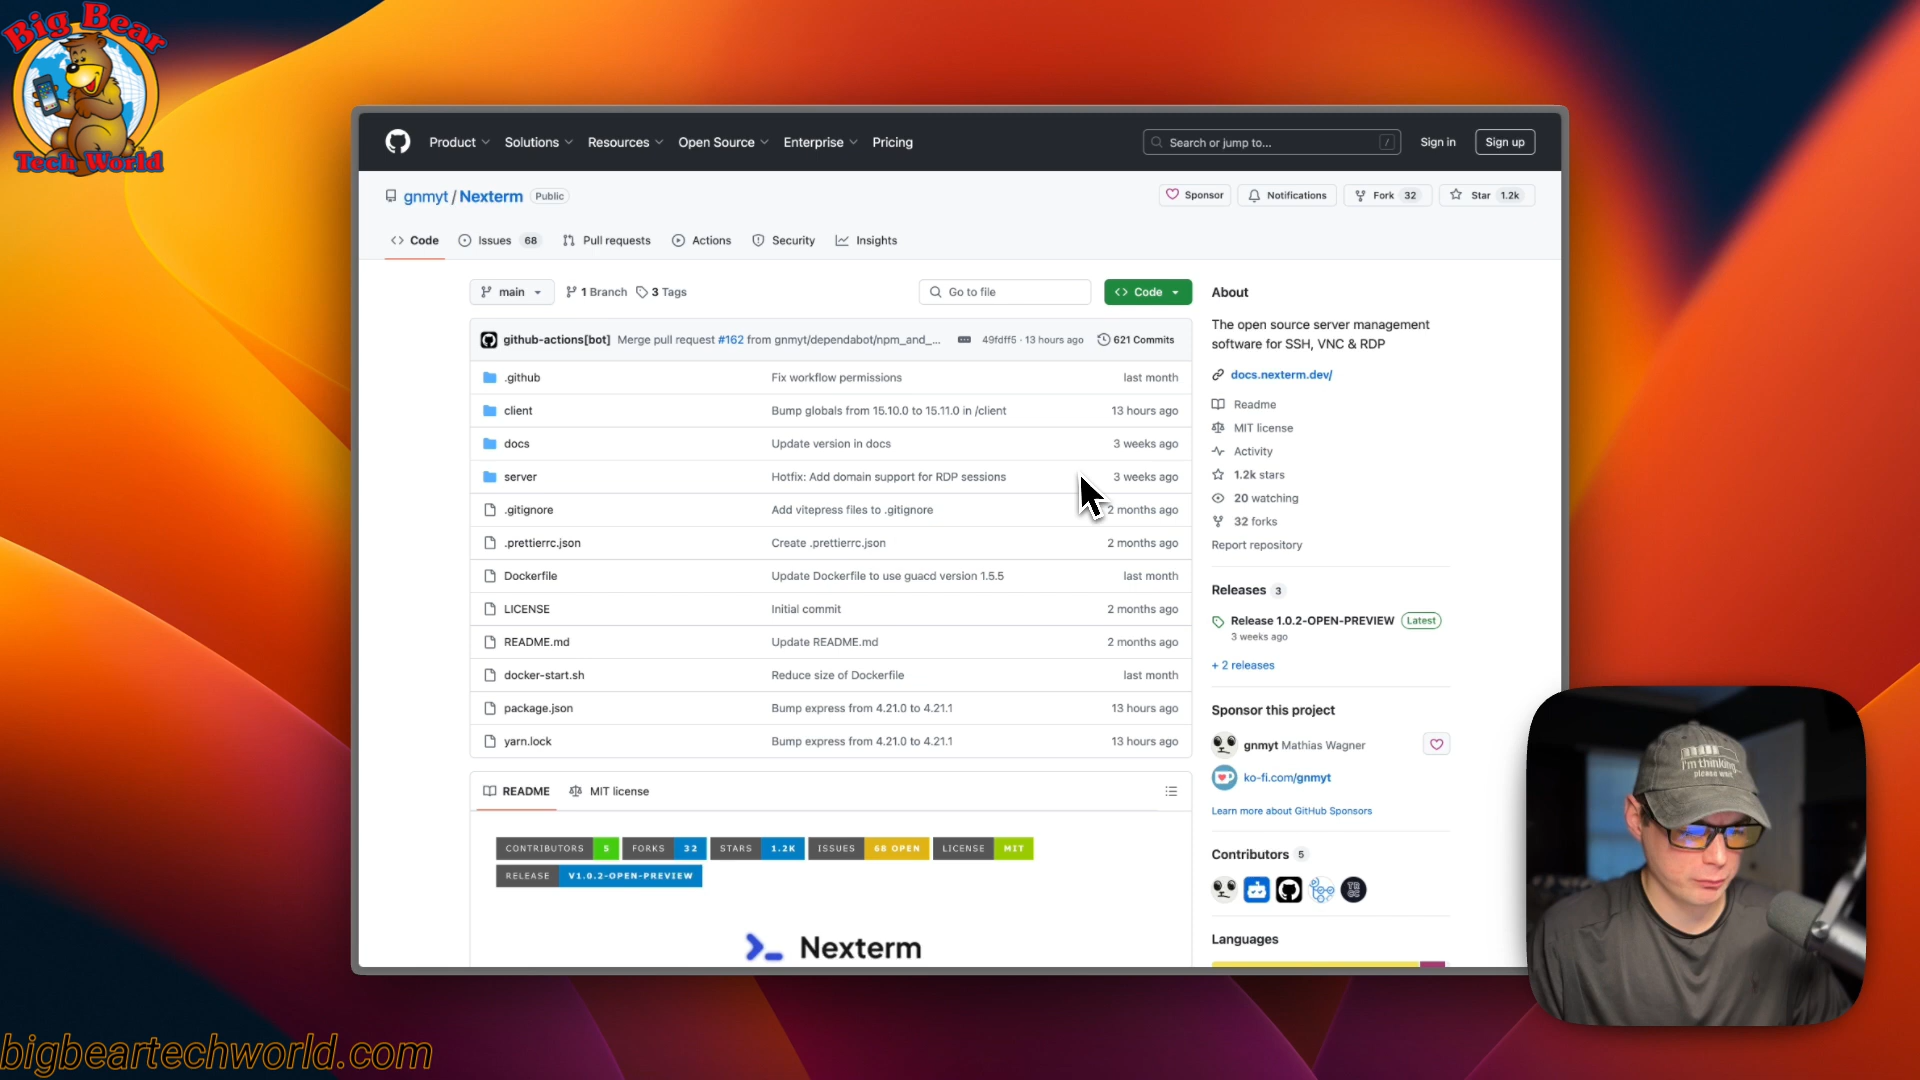 Big Bear
Tech World
Product Solutions Resources Open Source Enterprise Pricing Search or jump to... / Sign in Sign up
gnmyt / Nexterm Public Sponsor Notifications Fork 32 Star 1.2k
Code Issues 68 Pull requests Actions Security Insights
main 1 Branch 3 Tags Go to file Code
github-actions[bot] Merge pull request #162 from gnmyt/dependabot/npm_and_... 49fdff5 · 13 hours ago 621 Commits
.github Fix workflow permissions last month
client Bump globals from 15.10.0 to 15.11.0 in /client 13 hours ago
docs Update version in docs 3 weeks ago
server Hotfix: Add domain support for RDP sessions 3 weeks ago
.gitignore Add vitepress files to .gitignore 2 months ago
.prettierrc.json Create .prettierrc.json 2 months ago
Dockerfile Update Dockerfile to use guacd version 1.5.5 last month
LICENSE Initial commit 2 months ago
README.md Update README.md 2 months ago
docker-start.sh Reduce size of Dockerfile last month
package.json Bump express from 4.21.0 to 4.21.1 13 hours ago
yarn.lock Bump express from 4.21.0 to 4.21.1 13 hours ago
README MIT license
CONTRIBUTORS 5 FORKS 32 STARS 1.2K ISSUES 68 OPEN LICENSE MIT
RELEASE V1.0.2-OPEN-PREVIEW
Nexterm
About
The open source server management
software for SSH, VNC & RDP
docs.nexterm.dev/
Readme
MIT license
Activity
1.2k stars
20 watching
32 forks
Report repository
Releases 3
Release 1.0.2-OPEN-PREVIEW Latest
3 weeks ago
+ 2 releases
Sponsor this project
gnmyt Mathias Wagner
ko-fi.com/gnmyt
Learn more about GitHub Sponsors
Contributors 5
Languages
I'm thinking
please wait
bigbeartechworld.com